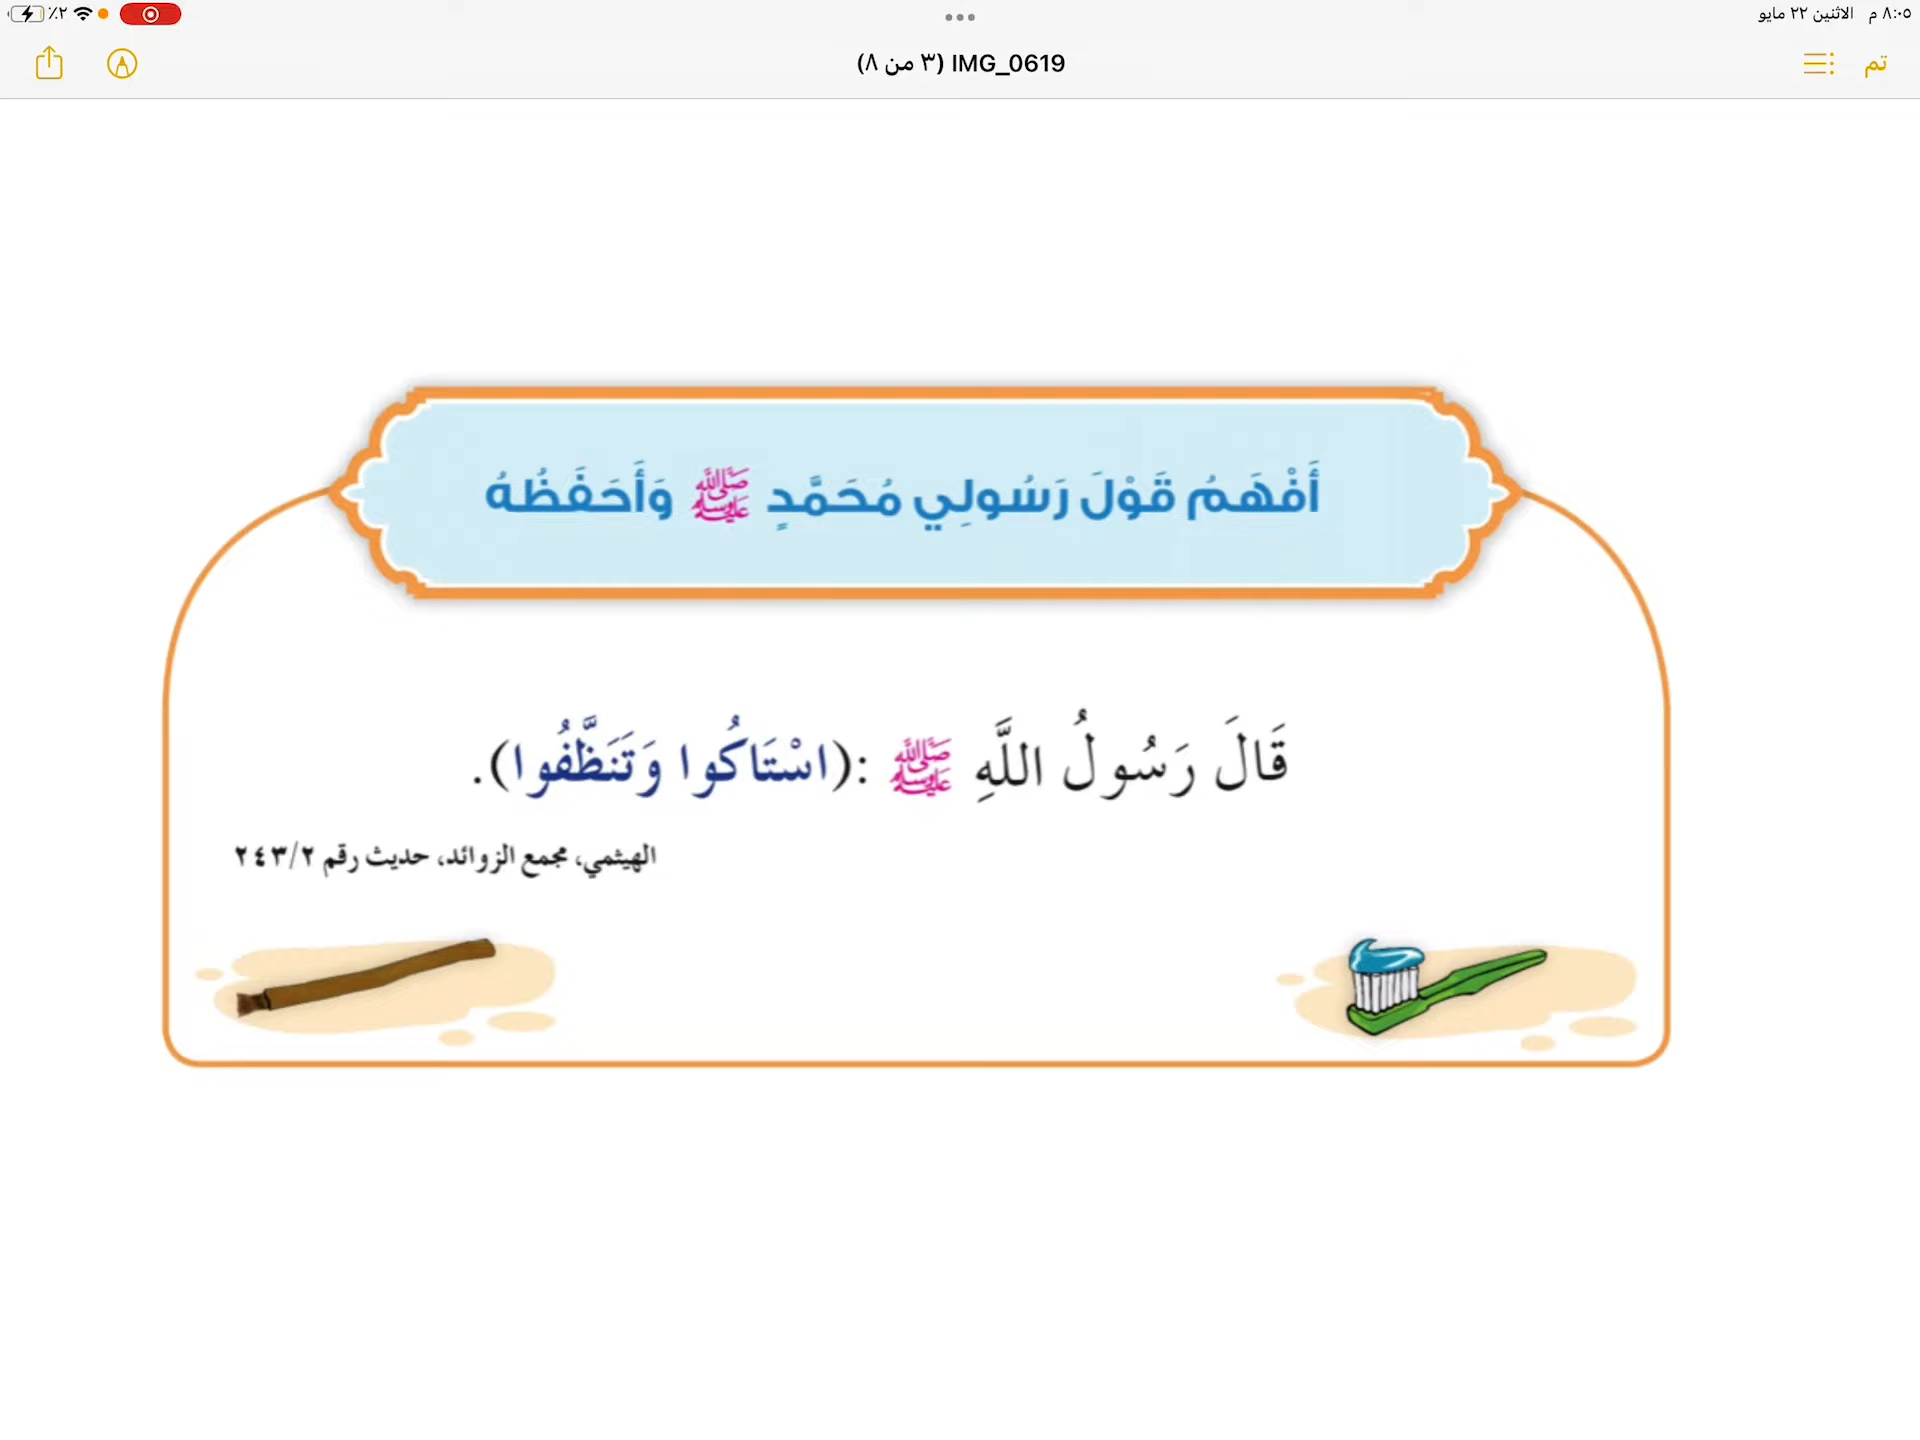 ٨:٠٥ م الاثنين ٢٢ مايو
٪٢
تم
IMG_0619 (٣ من ٨)
أَفْهَمُ قَوْلَ رَسُولِي مُحَمَّدٍ ﷺ وَأَحَفَظُهُ
قَالَ رَسُولُ اللَّهِ ﷺ :(اسْتَاكُوا وَتَنَظَّفُوا).
الهيثمي، مجمع الزوائد، حديث رقم ٢٤٣/٢